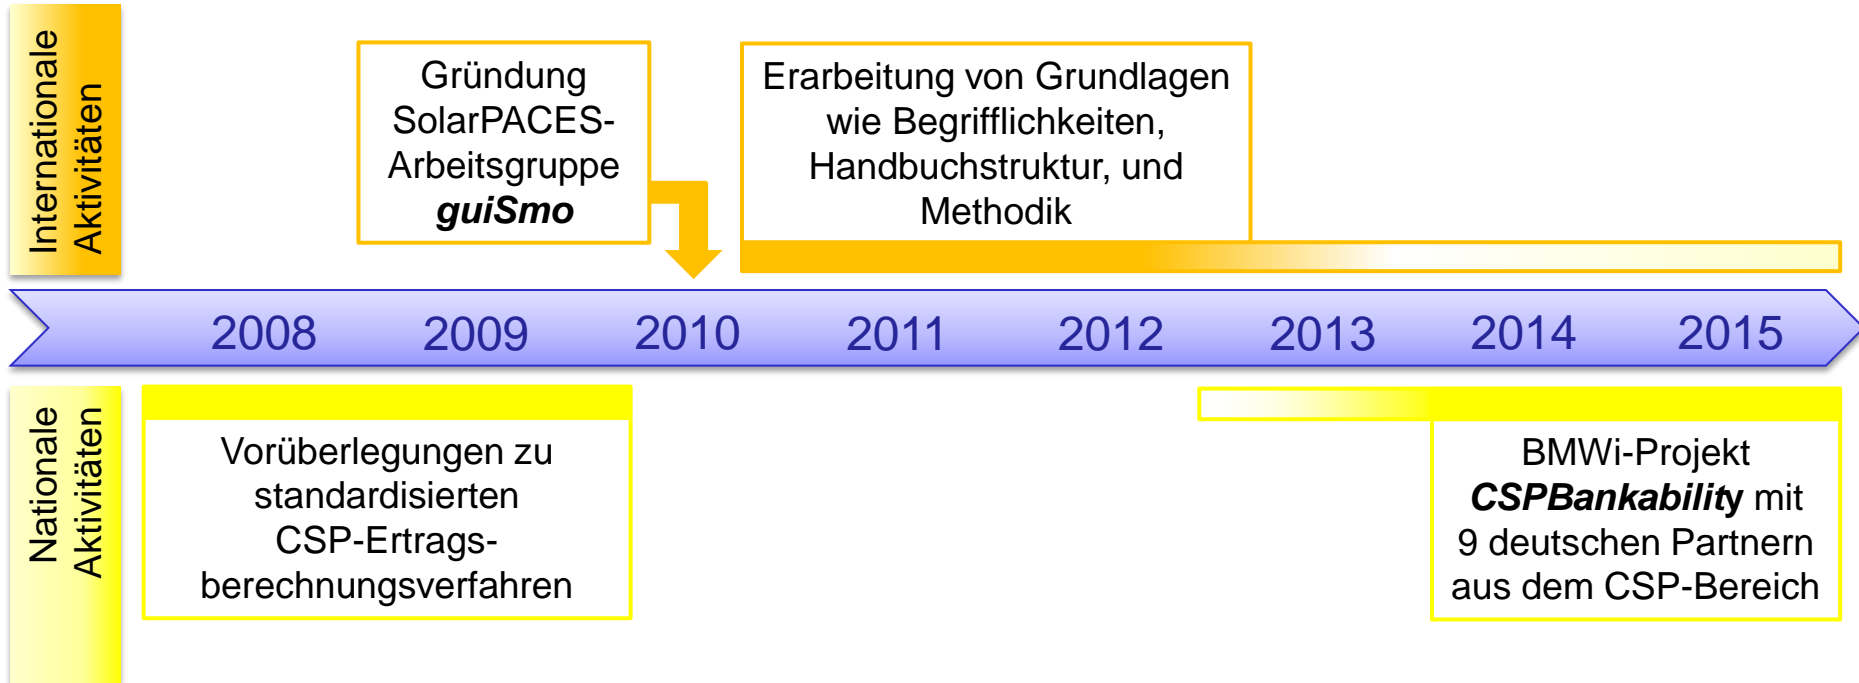 Internationale
Aktivitäten
Gründung
SolarPACES-
Arbeitsgruppe
guiSmo
Erarbeitung von Grundlagen
wie Begrifflichkeiten,
Handbuchstruktur, und
Methodik
2008 2009 2010 2011 2012 2013 2014 2015
Nationale
Aktivitäten
Vorüberlegungen zu
standardisierten
CSP-Ertrags-
berechnungsverfahren
BMWi-Projekt
CSPBankability mit
9 deutschen Partnern
aus dem CSP-Bereich